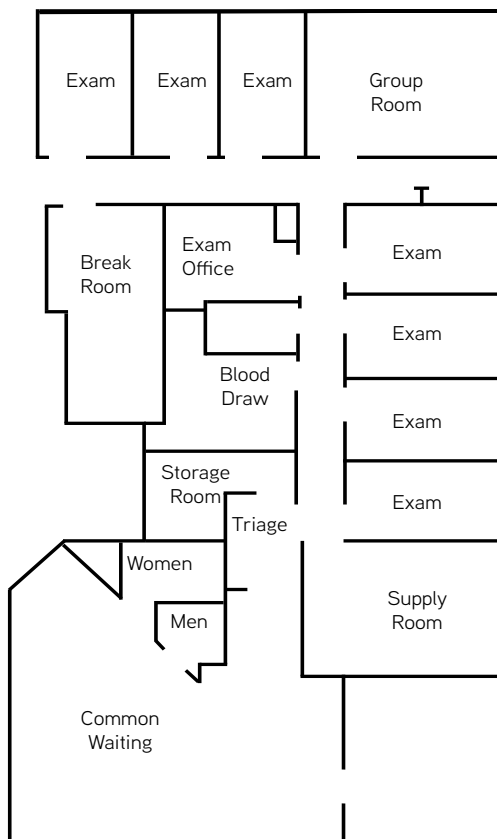 Exam
Exam
Exam
Group
Room
Break
Room
Exam
Office
Exam
Exam
Blood
Draw
Exam
Storage
Room
Exam
Triage
Women
Men
Supply
Room
Common
Waiting